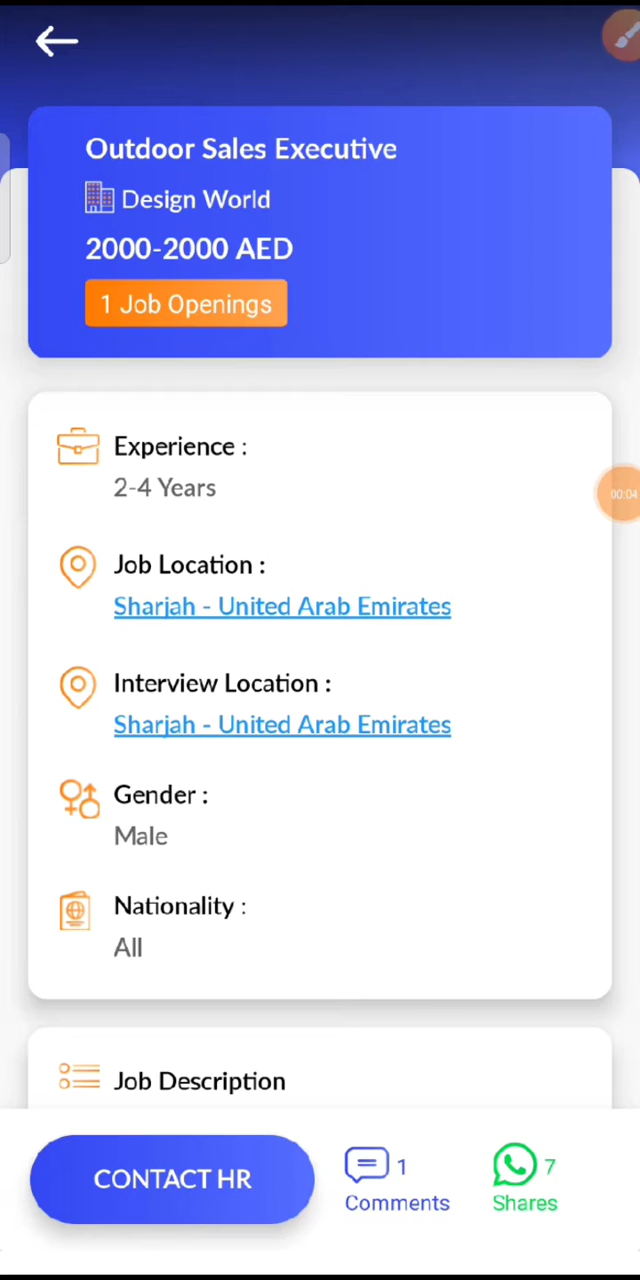 Outdoor Sales Executive
Design World
2000-2000 AED
1 Job Openings
Experience :
2-4 Years
00:04
Job Location :
Sharjah - United Arab Emirates
Interview Location :
Sharjah - United Arab Emirates
Gender :
Male
Nationality :
All
Job Description
CONTACT HR
1
Comments
7
Shares